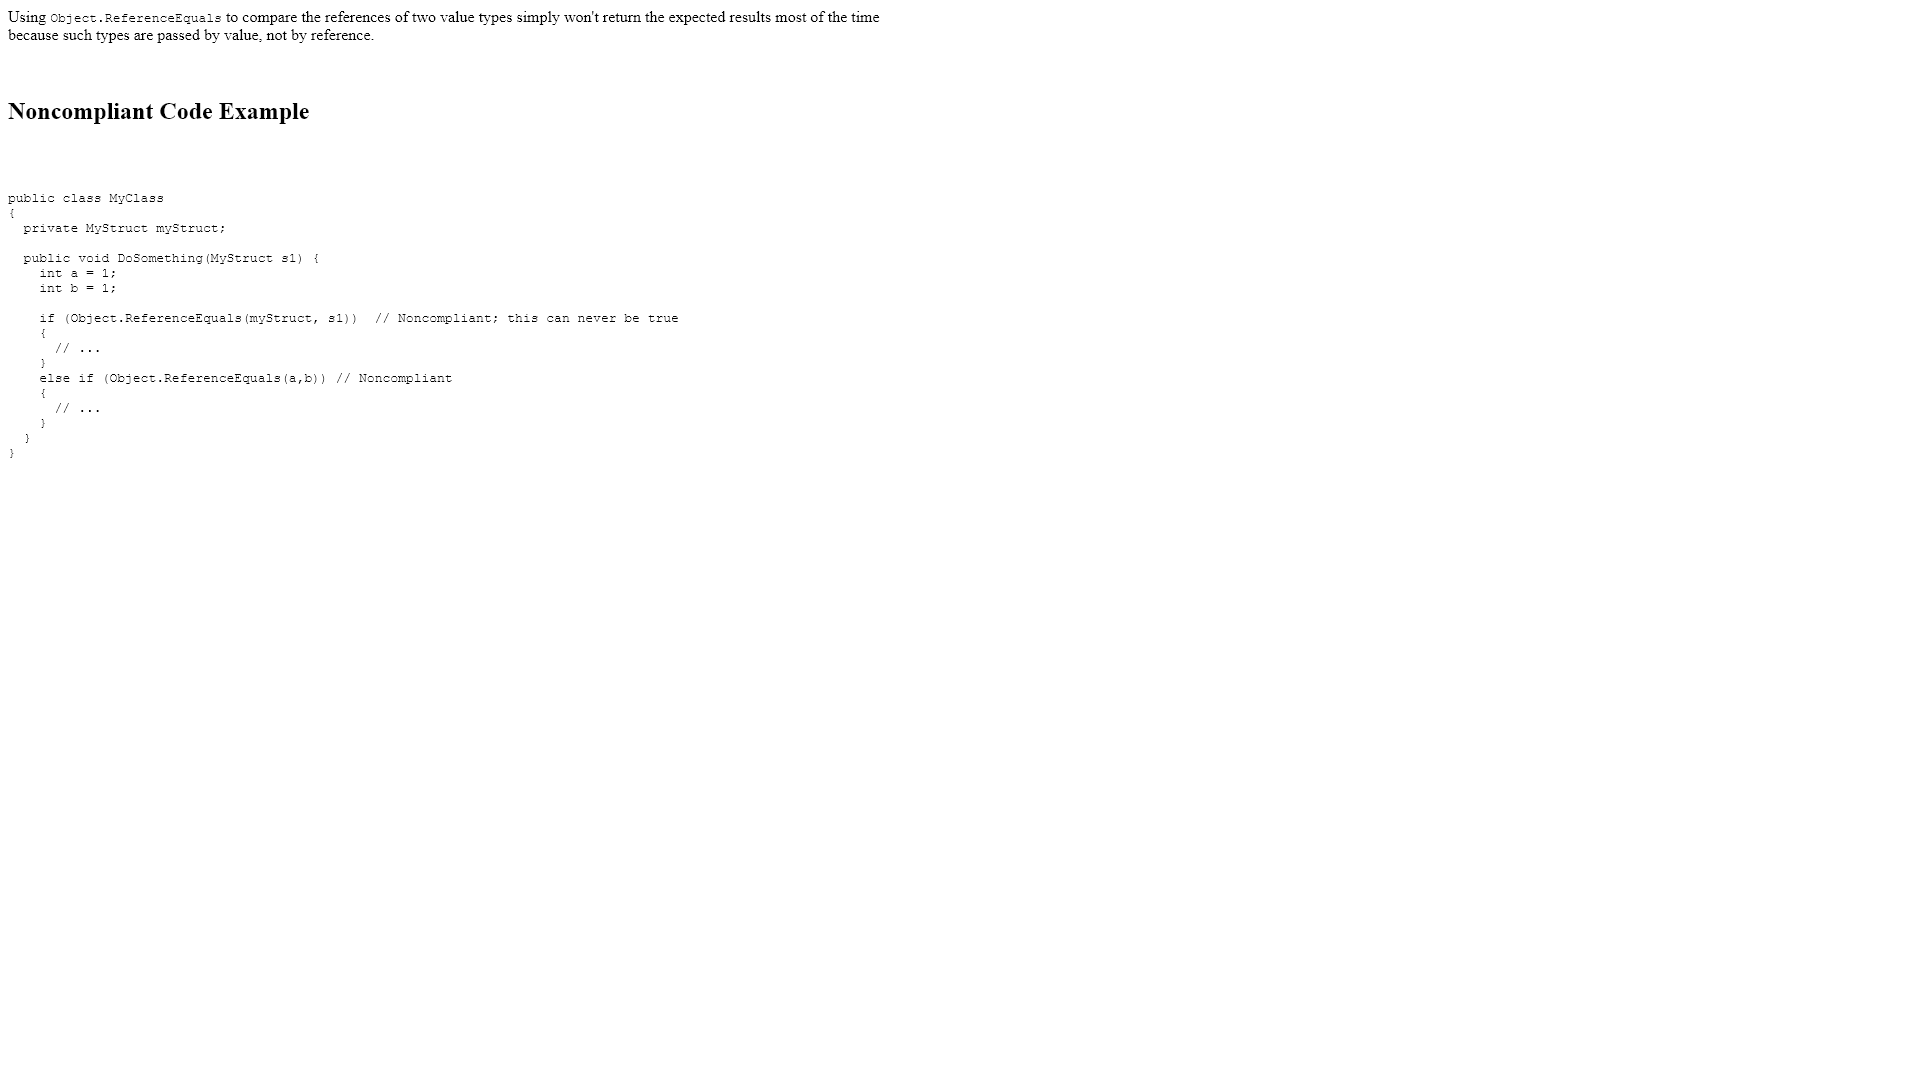 Using Object.ReferenceEquals to compare the references of two value types simply won't return the expected results most of the time
because such types are passed by value, not by reference.
Noncompliant Code Example
public class MyClass
{
  private MyStruct myStruct;
  public void DoSomething(MyStruct s1) {
    int a = 1;
    int b = 1;
    if (Object.ReferenceEquals(myStruct, s1))  // Noncompliant; this can never be true
    {
      // ...
    }
    else if (Object.ReferenceEquals(a,b)) // Noncompliant
    {
      // ...
    }
  }
}